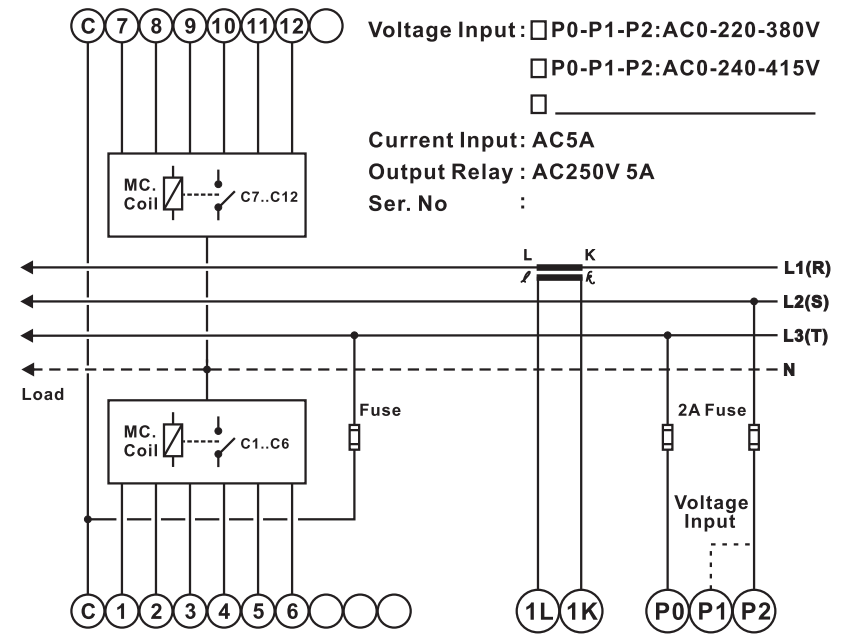 C 7 8 9 10 11 12
Voltage Input: □P0-P1-P2:AC0-220-380V
□P0-P1-P2:AC0-240-415V
□
Current Input: AC5A
Output Relay : AC250V 5A
Ser. No :
MC.
Coil
C7..C12
L K
ℓ k
L1(R)
L2(S)
L3(T)
N
Load
MC.
Coil
C1..C6
Fuse
2A Fuse
Voltage
Input
C 1 2 3 4 5 6
1L 1K
P0 P1 P2